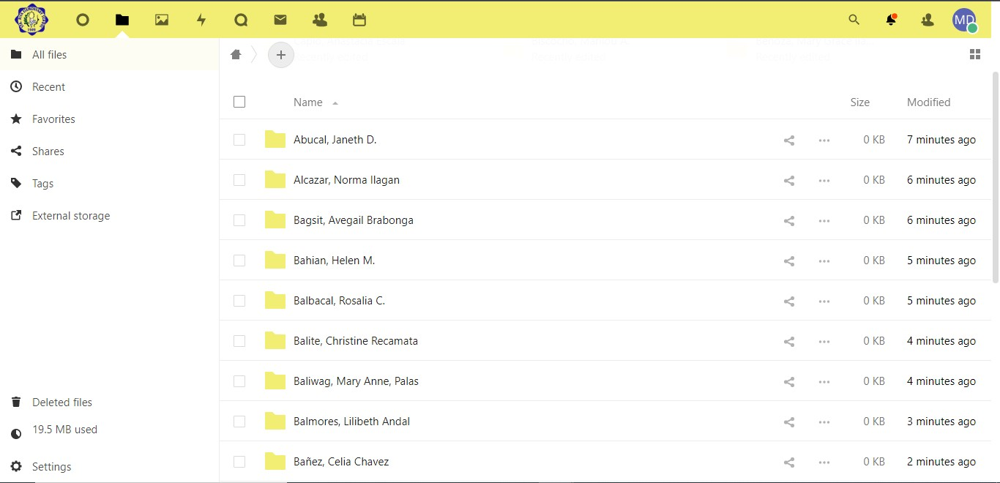 MD
All files
Recent
Favorites
Shares
Tags
External storage
Deleted files
19.5 MB used
Settings
Name Size Modified
Abucal, Janeth D. 0 KB 7 minutes ago
Alcazar, Norma Ilagan 0 KB 6 minutes ago
Bagsit, Avegail Brabonga 0 KB 6 minutes ago
Bahian, Helen M. 0 KB 5 minutes ago
Balbacal, Rosalia C. 0 KB 5 minutes ago
Balite, Christine Recamata 0 KB 4 minutes ago
Baliwag, Mary Anne, Palas 0 KB 4 minutes ago
Balmores, Lilibeth Andal 0 KB 3 minutes ago
Bañez, Celia Chavez 0 KB 2 minutes ago